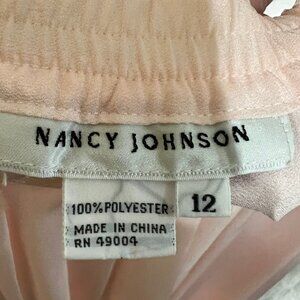 NANCY JOHNSON
100% POLYESTER
MADE IN CHINA
RN 49004
12